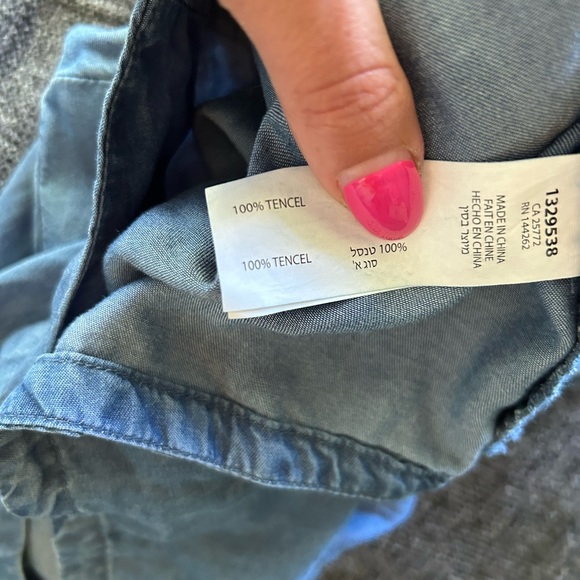 100% TENCEL
100% TENCEL
100% טנסל
סוג א'
MADE IN CHINA
FAIT EN CHINE
HECHO EN CHINA
מיוצר בסין
1329538
CA 25772
RN 144262